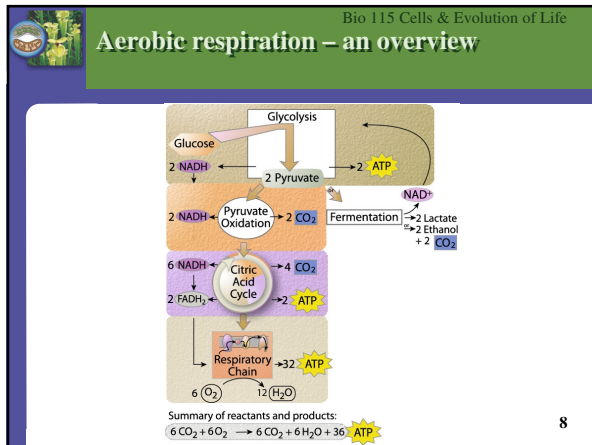 Bio 115 Cells & Evolution of Life
Aerobic respiration – an overview
Glycolysis
Glucose
2 NADH
2 ATP
2 Pyruvate
or
NAD+
2 NADH
Pyruvate
Oxidation
2 CO₂
Fermentation
2 Lactate
or
2 Ethanol
+ 2 CO₂
6 NADH
Citric
Acid
Cycle
4 CO₂
2 FADH₂
2 ATP
Respiratory
Chain
32 ATP
6 O₂
12 H₂O
Summary of reactants and products:
6 CO₂ + 6 O₂ → 6 CO₂ + 6 H₂O + 36 ATP
8